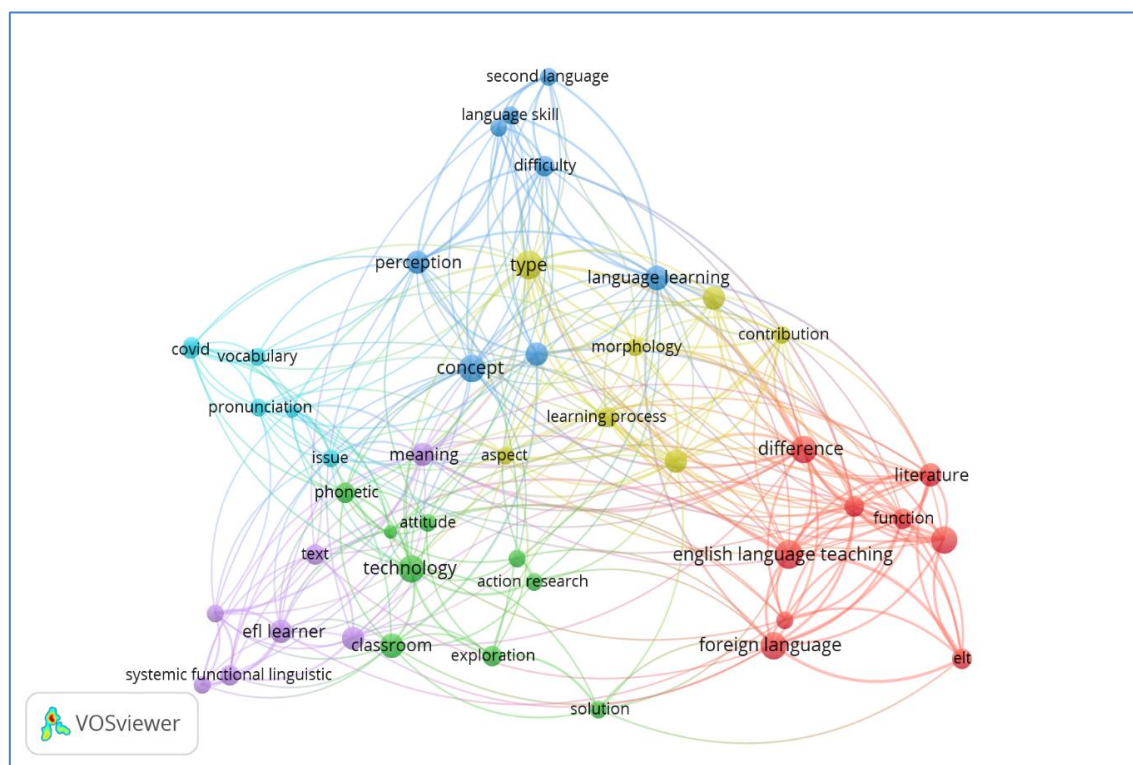 second language
language skill
difficulty
perception
type
language learning
contribution
covid
vocabulary
morphology
concept
pronunciation
learning process
issue
meaning
aspect
difference
literature
phonetic
attitude
function
text
technology
action research
english language teaching
efl learner
classroom
exploration
foreign language
elt
systemic functional linguistic
solution
VOSviewer